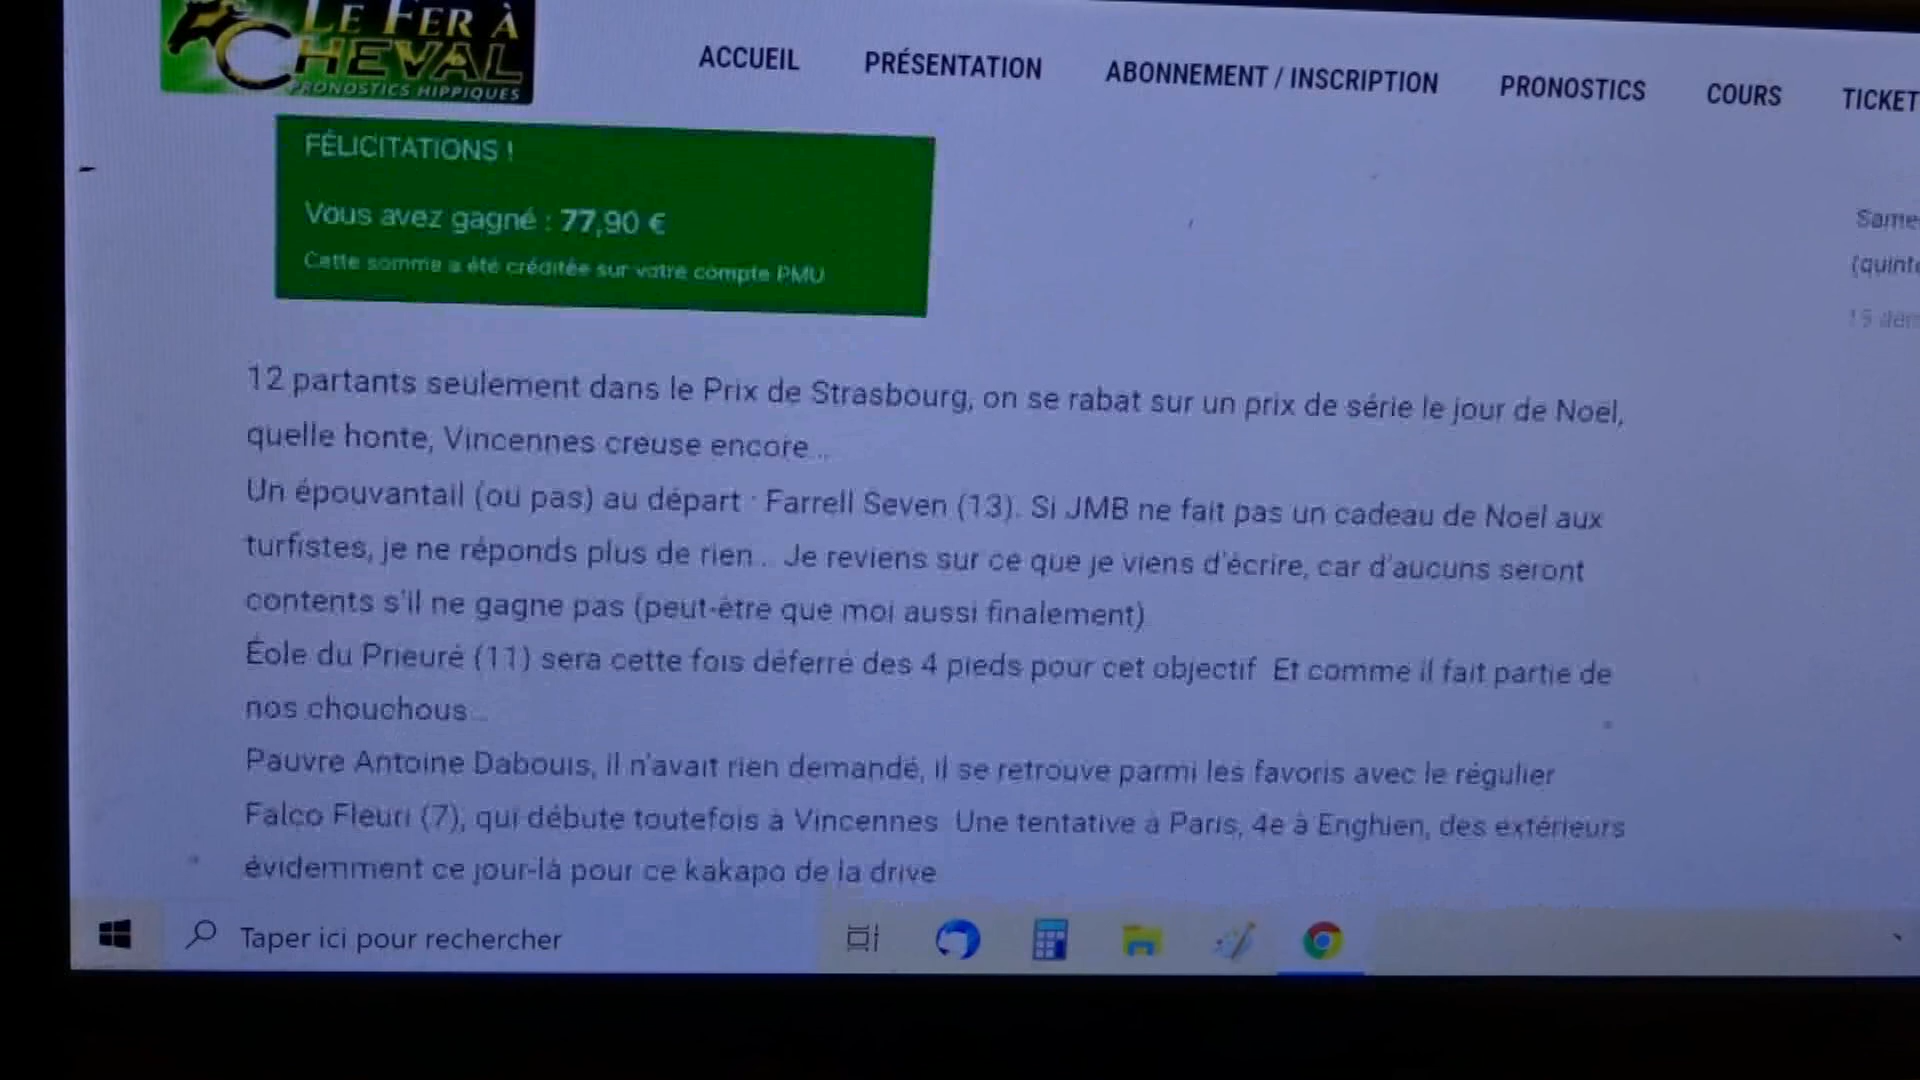 LE FER À
CHEVAL
PRONOSTICS HIPPIQUES
ACCUEIL PRÉSENTATION ABONNEMENT / INSCRIPTION PRONOSTICS COURS TICKET
FÉLICITATIONS !
Vous avez gagné : 77,90 €
Cette somme a été créditée sur votre compte PMU
Same
(quinté
15
12 partants seulement dans le Prix de Strasbourg, on se rabat sur un prix de série le jour de Noël,
quelle honte, Vincennes creuse encore...
Un épouvantail (ou pas) au départ : Farrell Seven (13). Si JMB ne fait pas un cadeau de Noël aux
turfistes, je ne réponds plus de rien... Je reviens sur ce que je viens d'écrire, car d'aucuns seront
contents s'il ne gagne pas (peut-être que moi aussi finalement).
Éole du Prieuré (11) sera cette fois déferré des 4 pieds pour cet objectif. Et comme il fait partie de
nos chouchous...
Pauvre Antoine Dabouis, il n'avait rien demandé, il se retrouve parmi les favoris avec le régulier
Falco Fleuri (7), qui débute toutefois à Vincennes. Une tentative à Paris, 4e à Enghien, des extérieurs
évidemment ce jour-là pour ce kakapo de la drive
Taper ici pour rechercher